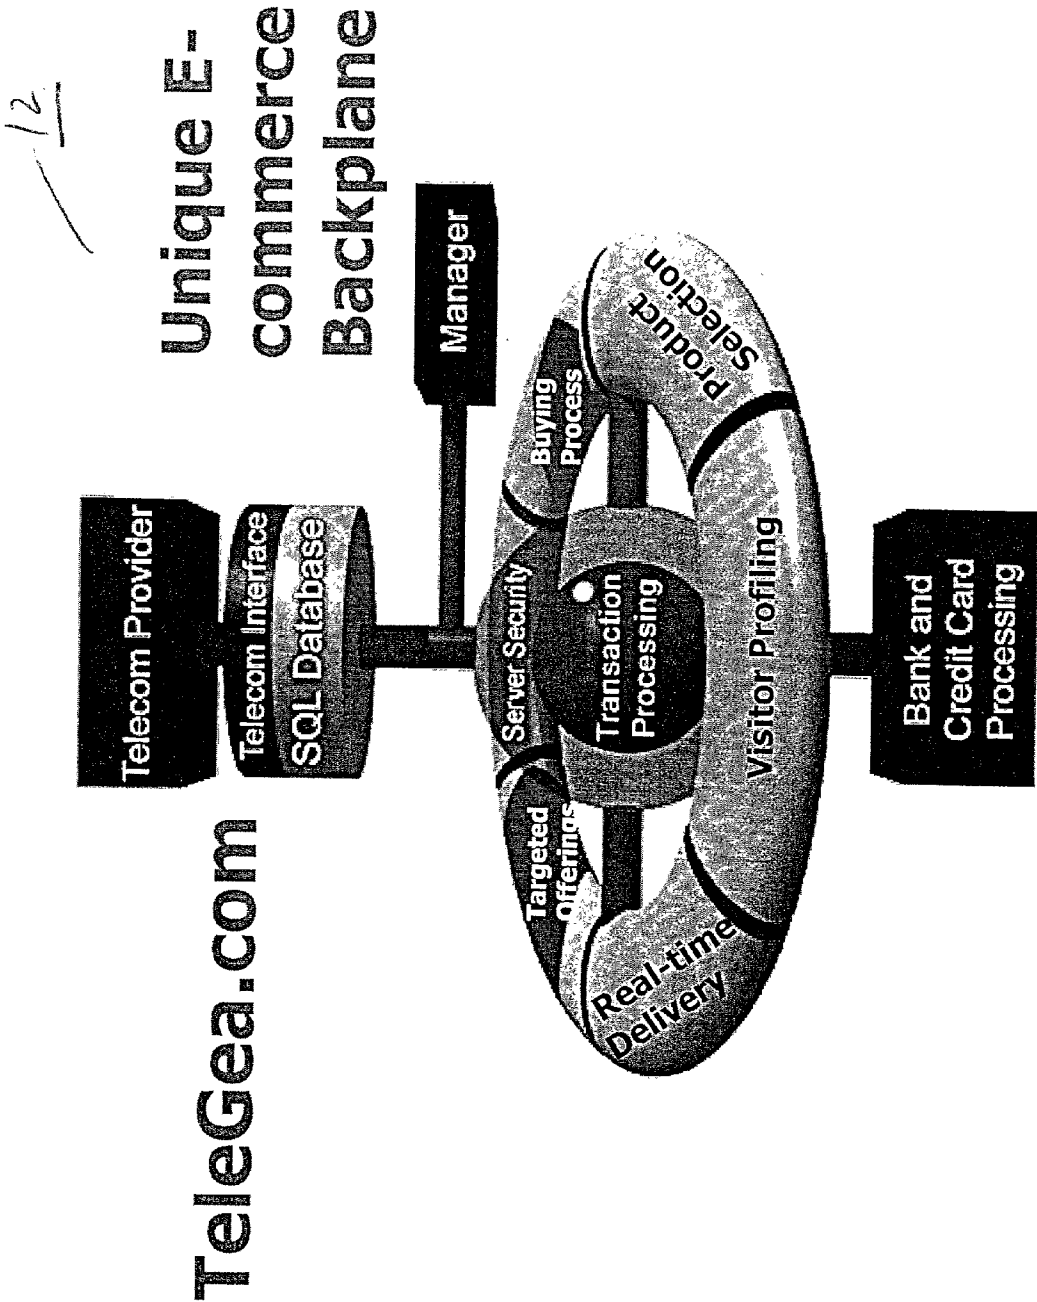 12
TeleGea.com
Unique E-
commerce
Backplane
Telecom Provider
Telecom Interface
SQL Database
Manager
Server Security
Targeted
Offerings
Buying
Process
Transaction
Processing
Real-time
Delivery
Product
Selection
Visitor Profiling
Bank and
Credit Card
Processing